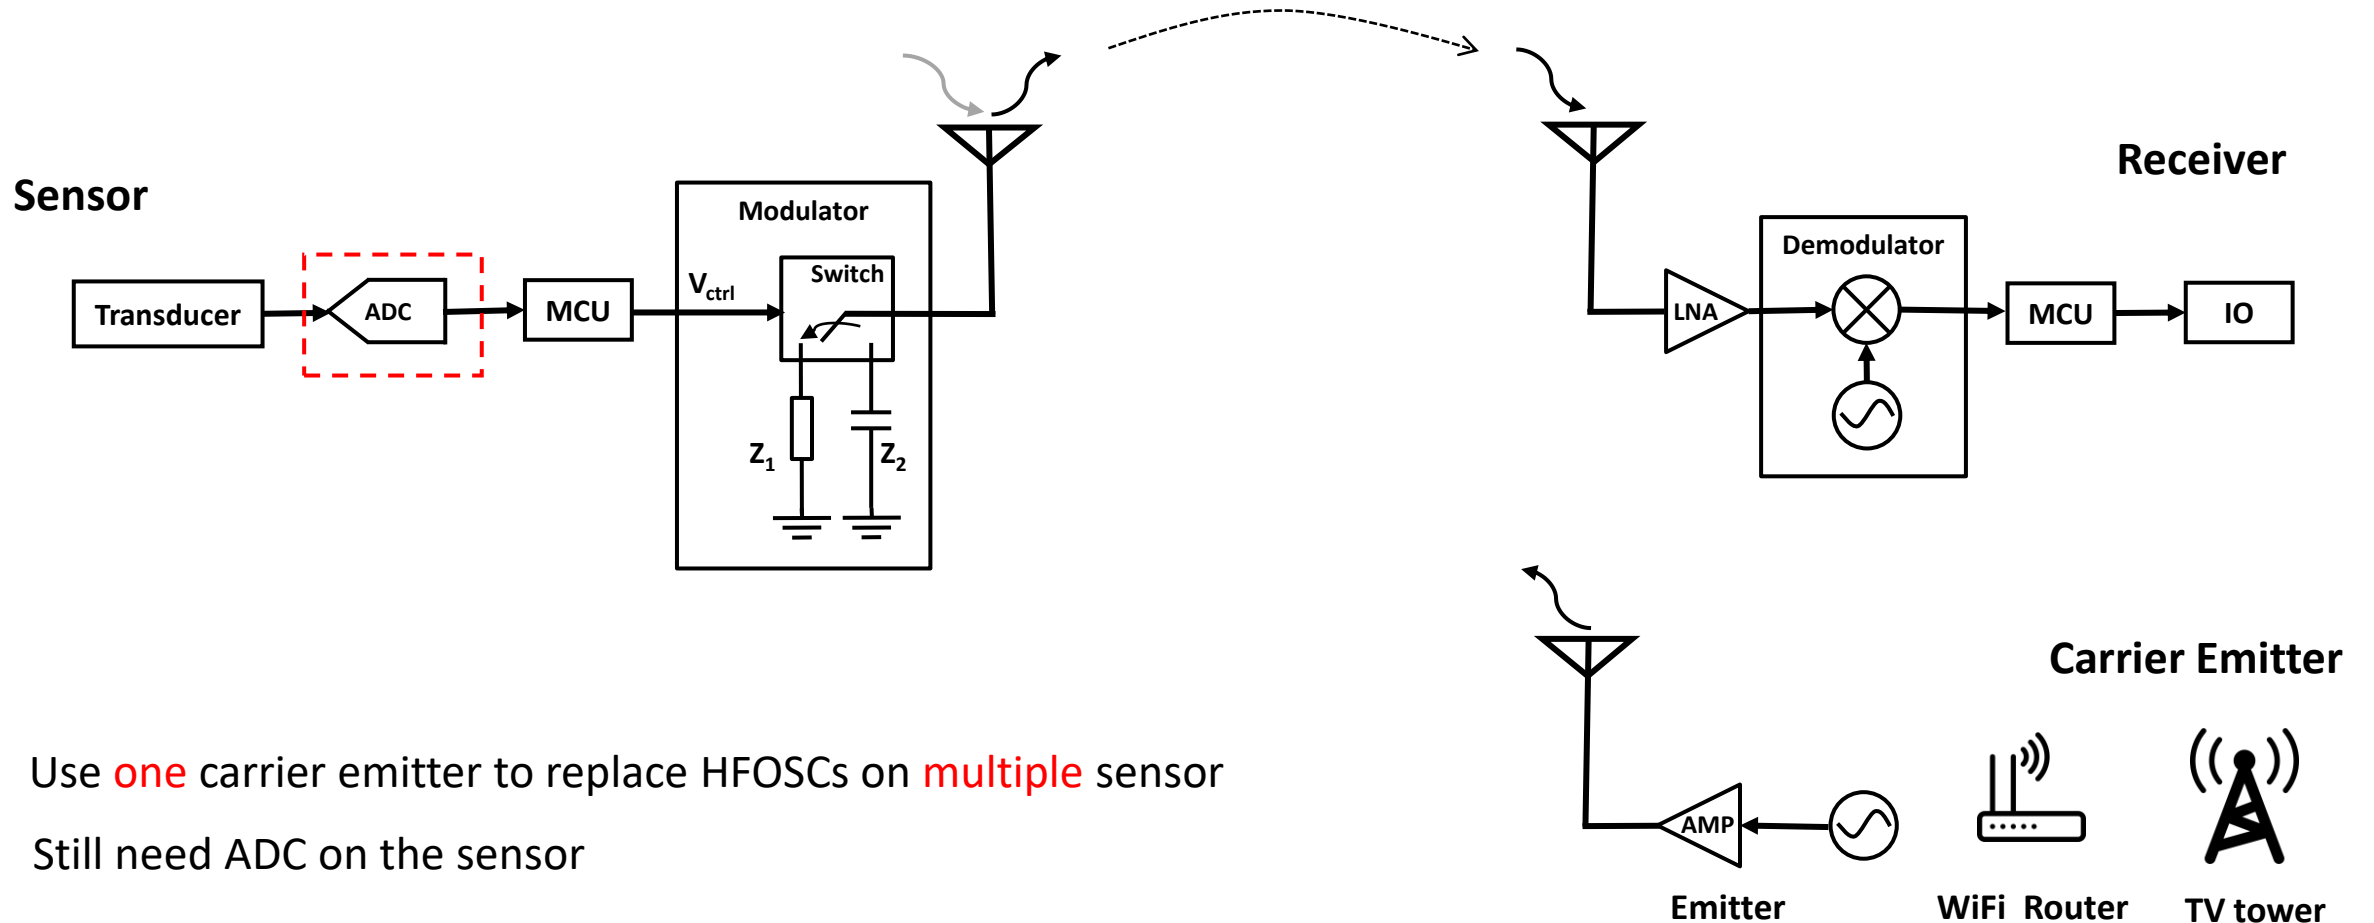 Receiver
Sensor
Modulator
Demodulator
Switch
Vctrl
Transducer
ADC
MCU
LNA
MCU
IO
Z1
Z2
Carrier Emitter
Use one carrier emitter to replace HFOSCs on multiple sensor
AMP
Still need ADC on the sensor
Emitter
WiFi Router
TV tower